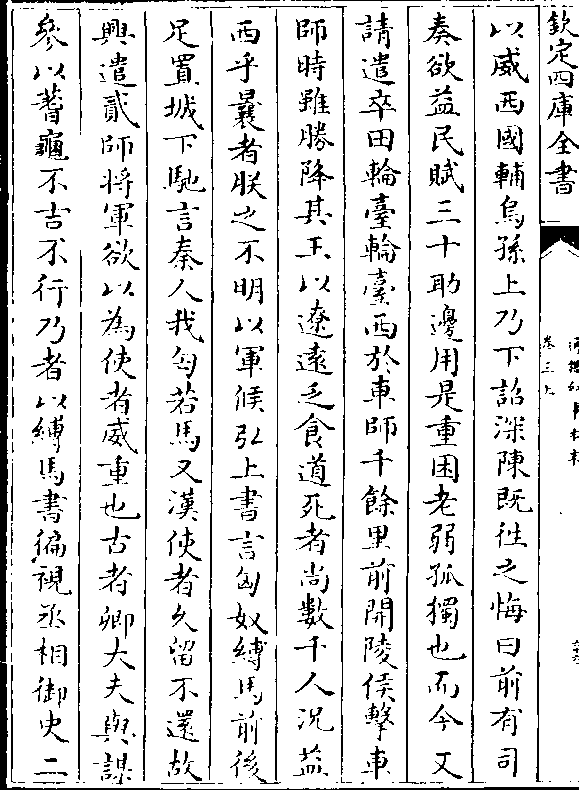 欽定四庫全書
卷三上
以威西國輔烏孫上乃下詔深陳既往之悔曰前有司
奏欲益民賦三十助邊用是重困老弱孤獨也而今又
請遣卒田輪臺輪臺西於車師千餘里前開陵侯擊車
師時雖勝降其王以遼遠乏食道死者尚數千人況益
西乎曩者朕之不明以軍候弘上書言匈奴縛馬前後
足置城下馳言秦人我匄若馬又漢使者久留不還故
興遣貳師將軍欲以為使者威重也古者卿大夫與謀
參以蓍龜不吉不行乃者以縛馬書徧視丞相御史二